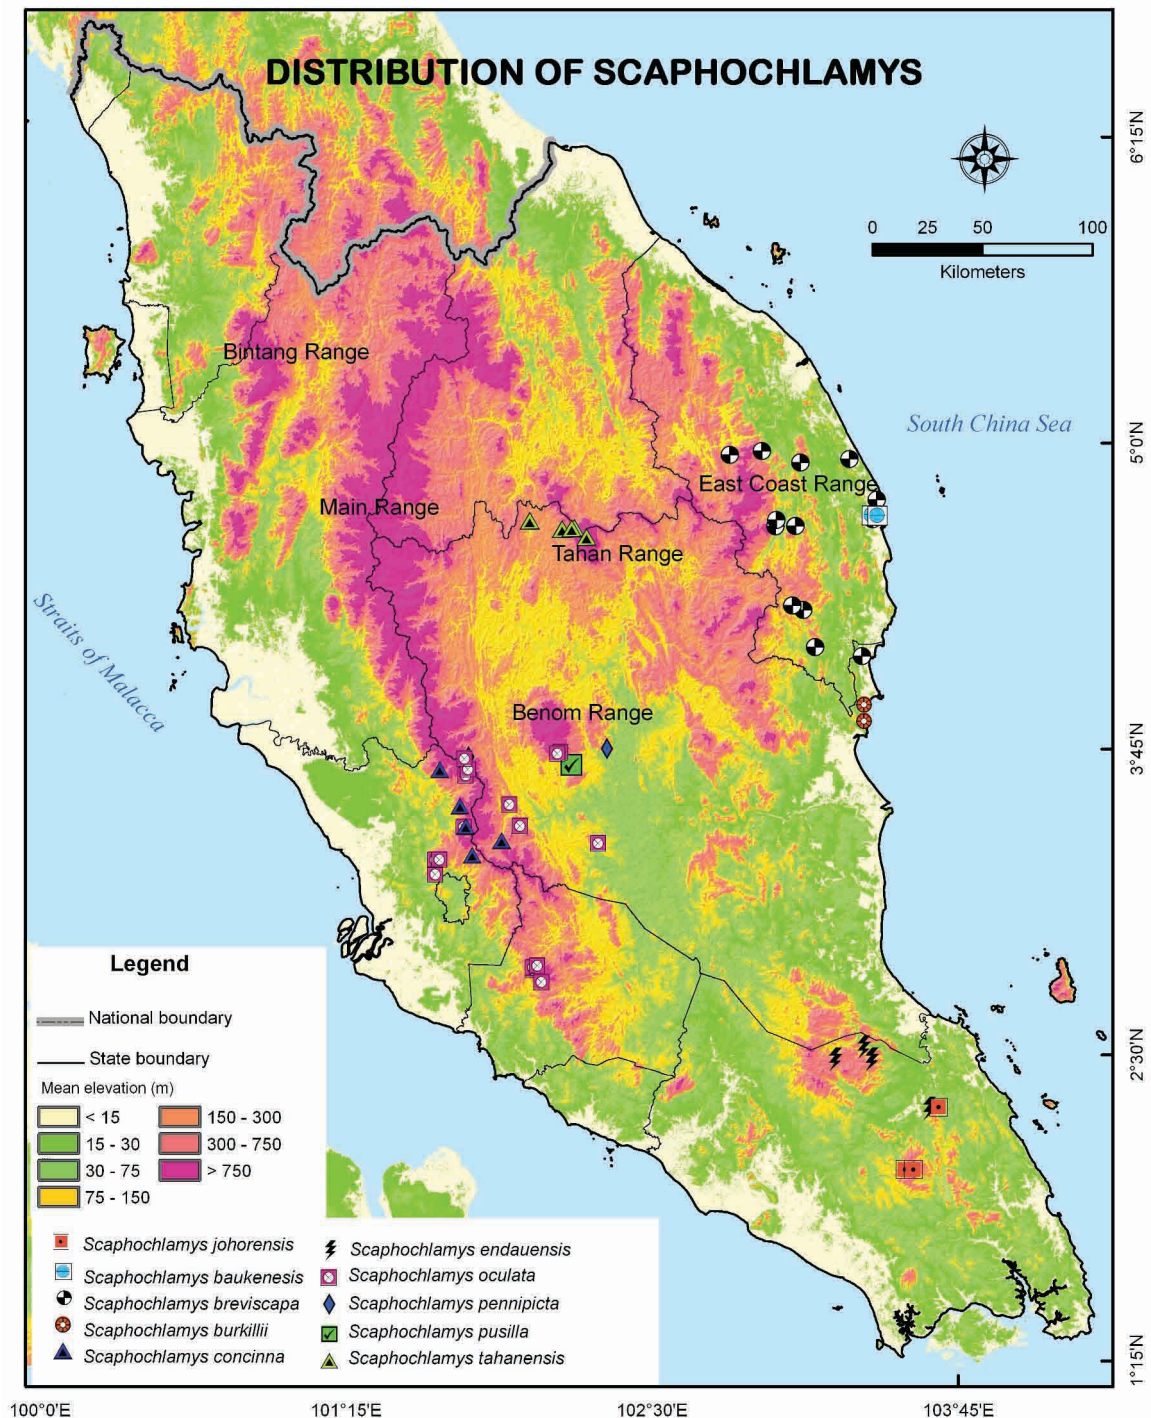 DISTRIBUTION OF SCAPHOCHLAMYS
0 25 50 100
Kilometers
6°15'N
5°0'N
3°45'N
2°30'N
1°15'N
Bintang Range
Main Range
East Coast Range
Tahan Range
Benom Range
South China Sea
Straits of Malacca
Legend
National boundary
State boundary
Mean elevation (m)
< 15
15 - 30
30 - 75
75 - 150
150 - 300
300 - 750
> 750
Scaphochlamys johorensis
Scaphochlamys baukenesis
Scaphochlamys breviscapa
Scaphochlamys burkillii
Scaphochlamys concinna
Scaphochlamys endauensis
Scaphochlamys oculata
Scaphochlamys pennipicta
Scaphochlamys pusilla
Scaphochlamys tahanensis
100°0'E 101°15'E 102°30'E 103°45'E